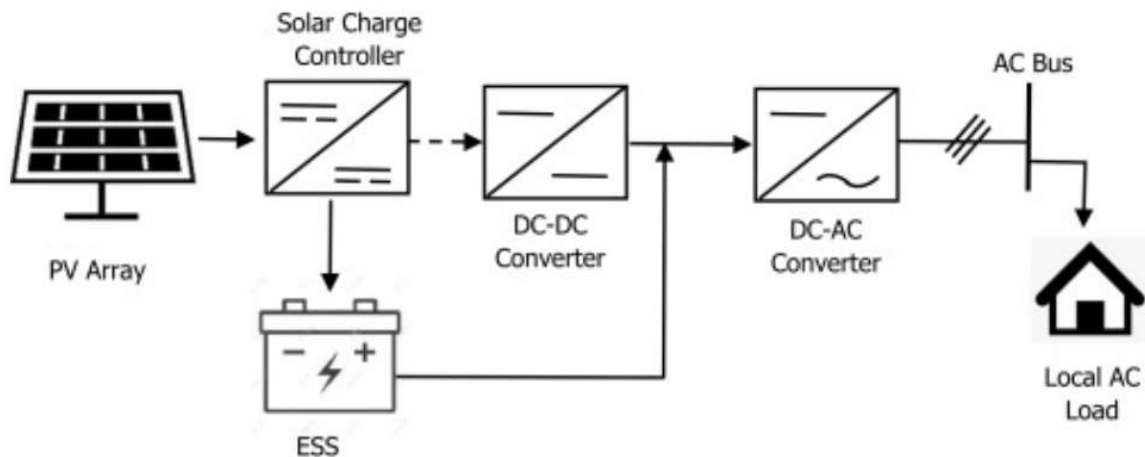 Solar Charge
Controller
AC Bus
PV Array
DC-DC
Converter
DC-AC
Converter
− +
ESS
Local AC
Load